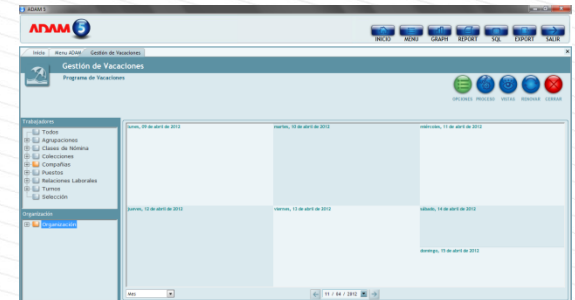 ADAM 5
ADAM 5
INICIO MENU GRAPH REPORT SQL EXPORT SALIR
Inicio Menu ADAM Gestión de Vacaciones
Gestión de Vacaciones
Programa de Vacaciones
OPCIONES PROCESO VISTAS REMOVER CERRAR
Trabajadores
Todos
Agrupaciones
Clases de Nómina
Colecciones
Compañías
Puestos
Relaciones Laborales
Turnos
Selección
Organización
Organización
lunes, 09 de abril de 2012
martes, 10 de abril de 2012
miércoles, 11 de abril de 2012
jueves, 12 de abril de 2012
viernes, 13 de abril de 2012
sábado, 14 de abril de 2012
domingo, 15 de abril de 2012
Mes
11 / 04 / 2012